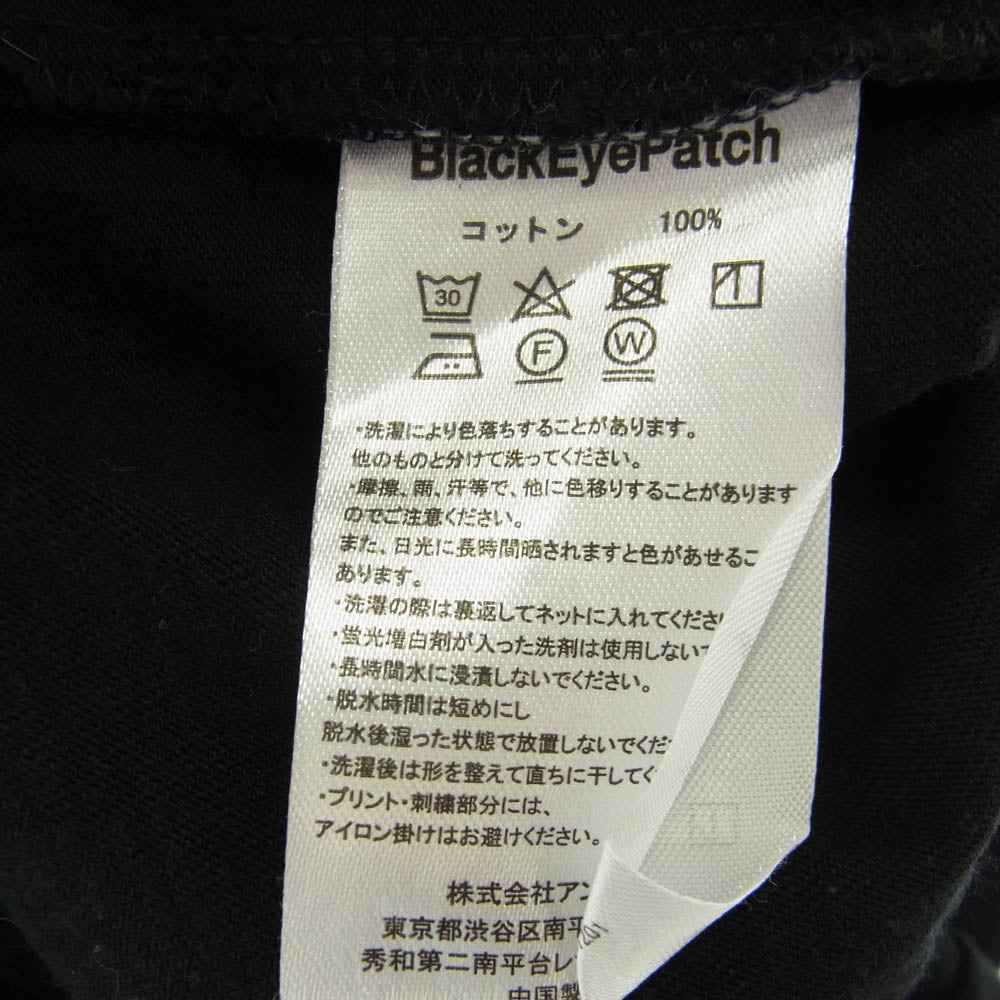 BlackEyePatch
コットン 100%
30
F W
・洗濯により色落ちすることがあります。
他のものと分けて洗ってください。
・摩擦、雨、汗等で、他に色移りすることがあります
のでご注意ください。
また、日光に長時間晒されますと色があせるこ
あります。
・洗濯の際は裏返してネットに入れてくださ
・蛍光増白剤が入った洗剤は使用しない
・長時間水に浸漬しないでください。
・脱水時間は短めにし
脱水後湿った状態で放置しないでくだ
・洗濯後は形を整えて直ちに干してく
・プリント・刺繍部分には、
アイロン掛けはお避けください。
株式会社アン
東京都渋谷区南平
秀和第二南平台レ
中国製